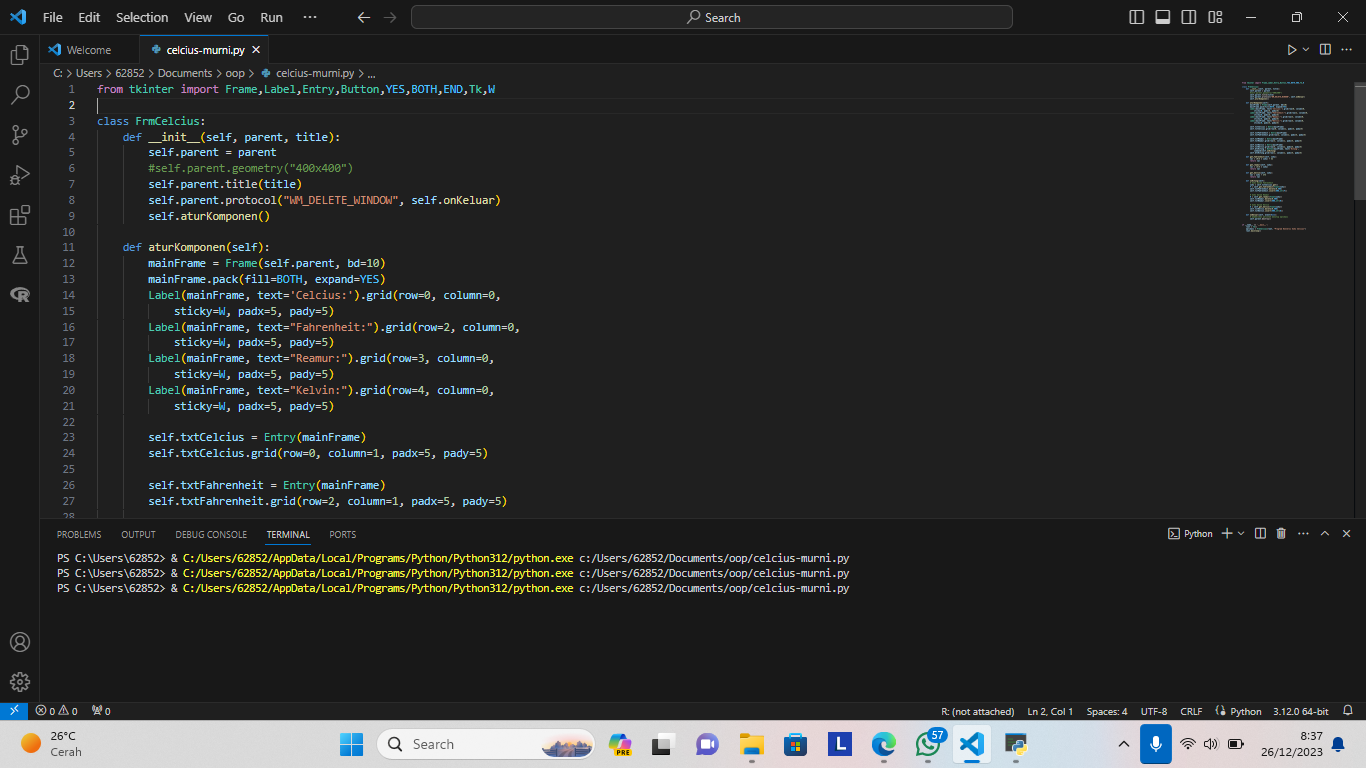 File Edit Selection View Go Run ··· Search
Welcome celcius-murni.py
C: > Users > 62852 > Documents > oop > celcius-murni.py > ...
1 from tkinter import Frame,Label,Entry,Button,YES,BOTH,END,Tk,W
2
3 class FrmCelcius:
4     def __init__(self, parent, title):
5         self.parent = parent
6         #self.parent.geometry("400x400")
7         self.parent.title(title)
8         self.parent.protocol("WM_DELETE_WINDOW", self.onKeluar)
9         self.aturKomponen()
10
11     def aturKomponen(self):
12         mainFrame = Frame(self.parent, bd=10)
13         mainFrame.pack(fill=BOTH, expand=YES)
14         Label(mainFrame, text='Celcius:').grid(row=0, column=0,
15             sticky=W, padx=5, pady=5)
16         Label(mainFrame, text="Fahrenheit:").grid(row=2, column=0,
17             sticky=W, padx=5, pady=5)
18         Label(mainFrame, text="Reamur:").grid(row=3, column=0,
19             sticky=W, padx=5, pady=5)
20         Label(mainFrame, text="Kelvin:").grid(row=4, column=0,
21             sticky=W, padx=5, pady=5)
22
23         self.txtCelcius = Entry(mainFrame)
24         self.txtCelcius.grid(row=0, column=1, padx=5, pady=5)
25
26         self.txtFahrenheit = Entry(mainFrame)
27         self.txtFahrenheit.grid(row=2, column=1, padx=5, pady=5)
28
PROBLEMS OUTPUT DEBUG CONSOLE TERMINAL PORTS Python
PS C:\Users\62852> & C:/Users/62852/AppData/Local/Programs/Python/Python312/python.exe c:/Users/62852/Documents/oop/celcius-murni.py
PS C:\Users\62852> & C:/Users/62852/AppData/Local/Programs/Python/Python312/python.exe c:/Users/62852/Documents/oop/celcius-murni.py
PS C:\Users\62852> & C:/Users/62852/AppData/Local/Programs/Python/Python312/python.exe c:/Users/62852/Documents/oop/celcius-murni.py
0 0 0 R: (not attached) Ln 2, Col 1 Spaces: 4 UTF-8 CRLF Python 3.12.0 64-bit
26°C
Cerah
Search
PRE
L
57
8:37
26/12/2023